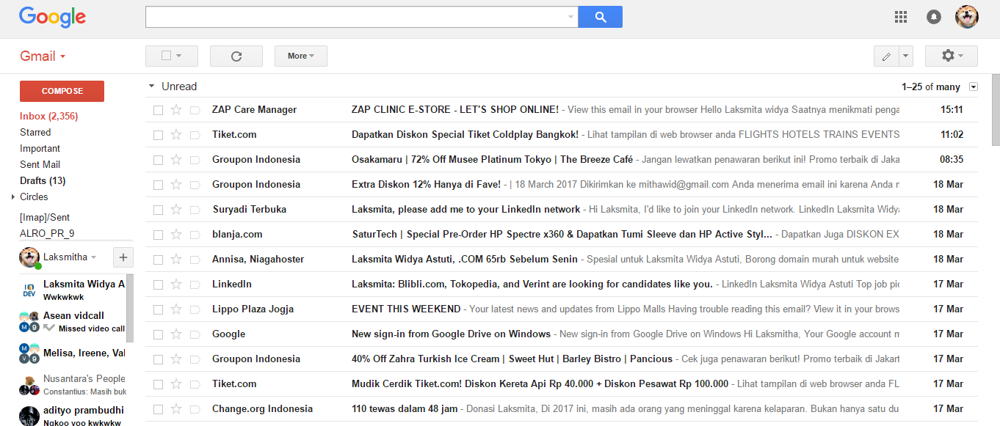 Google
Gmail
More
COMPOSE
Inbox (2,356)
Starred
Important
Sent Mail
Drafts (13)
Circles
[Imap]/Sent
ALRO_PR_9
Laksmitha
+
DEV
Laksmita Widya A
Wwkwkwk
Asean vidcall
M 9
Missed video call
M
V 9
Melisa, Ireene, Val
Nusantara's People
Constantius: Masih buk
adityo prambudhi
Ngkoo voo kwkwkw
Unread
1–25 of many
ZAP Care Manager ZAP CLINIC E-STORE - LET'S SHOP ONLINE! - View this email in your browser Hello Laksmita widya Saatnya menikmati penga 15:11
Tiket.com Dapatkan Diskon Special Tiket Coldplay Bangkok! - Lihat tampilan di web browser anda FLIGHTS HOTELS TRAINS EVENTS 11:02
Groupon Indonesia Osakamaru | 72% Off Musee Platinum Tokyo | The Breeze Café - Jangan lewatkan penawaran berikut ini! Promo terbaik di Jaka 08:35
Groupon Indonesia Extra Diskon 12% Hanya di Fave! - | 18 March 2017 Dikirimkan ke mithawid@gmail.com Anda menerima email ini karena Anda 18 Mar
Suryadi Terbuka Laksmita, please add me to your LinkedIn network - Hi Laksmita, I'd like to join your LinkedIn network. LinkedIn Laksmita Widya 18 Mar
blanja.com SaturTech | Special Pre-Order HP Spectre x360 & Dapatkan Tumi Sleeve dan HP Active Styl... - Dapatkan Juga DISKON EX 18 Mar
Annisa, Niagahoster Laksmita Widya Astuti, .COM 65rb Sebelum Senin - Spesial untuk Laksmita Widya Astuti, Borong domain murah untuk website 18 Mar
LinkedIn Laksmita: Blibli.com, Tokopedia, and Verint are looking for candidates like you. - LinkedIn Laksmita Widya Astuti Top job pic 17 Mar
Lippo Plaza Jogja EVENT THIS WEEKEND - Your latest news and updates from Lippo Malls Having trouble reading this email? View it in your brows 17 Mar
Google New sign-in from Google Drive on Windows - New sign-in from Google Drive on Windows Hi Laksmitha, Your Google account 17 Mar
Groupon Indonesia 40% Off Zahra Turkish Ice Cream | Sweet Hut | Barley Bistro | Pancious - Cek juga penawaran berikut! Promo terbaik di Jakart 17 Mar
Tiket.com Mudik Cerdik Tiket.com! Diskon Kereta Api Rp 40.000 + Diskon Pesawat Rp 100.000 - Lihat tampilan di web browser anda FL 17 Mar
Change.org Indonesia 110 tewas dalam 48 jam - Donasi Laksmita, Di 2017 ini, masih ada orang yang meninggal karena kelaparan. Bukan hanya satu du 17 Mar